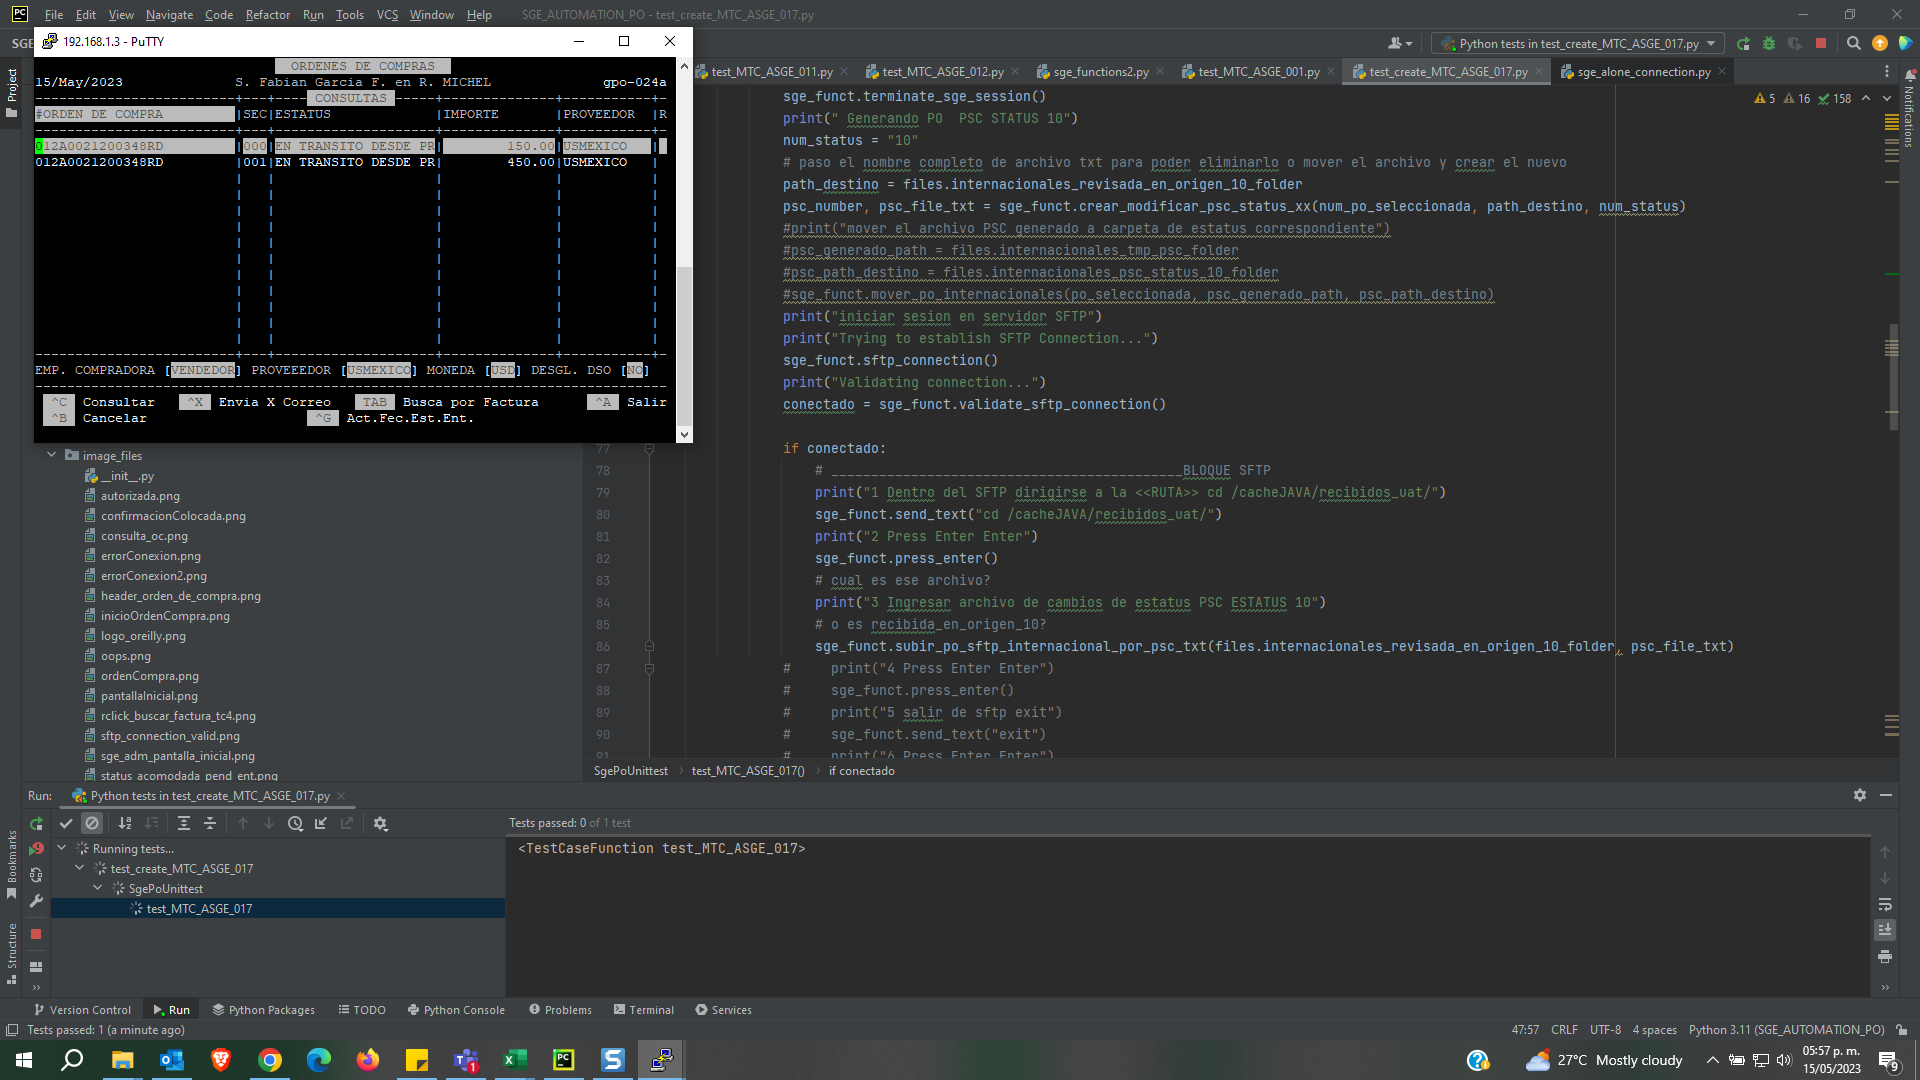 File Edit View Navigate Code Refactor Run Tools VCS Window Help SGE_AUTOMATION_PO - test_create_MTC_ASGE_017.py
SGE
Python tests in test_create_MTC_ASGE_017.py
192.168.1.3 - PuTTY
ORDENES DE COMPRAS
15/May/2023 S. Fabian Garcia F. en R. MICHEL gpo-024a
CONSULTAS
#ORDEN DE COMPRA |SEC|ESTATUS |IMPORTE |PROVEEDOR |R
012A0021200348RD |000|EN TRANSITO DESDE PR| 150.00|USMEXICO |
012A0021200348RD |001|EN TRANSITO DESDE PR| 450.00|USMEXICO |
EMP. COMPRADORA [VENDEDOR] PROVEEEDOR [USMEXICO] MONEDA [USD] DESGL. DSO [NO]
^C Consultar ^X Envia X Correo TAB Busca por Factura ^A Salir
^B Cancelar ^G Act.Fec.Est.Ent.
test_MTC_ASGE_011.py test_MTC_ASGE_012.py sge_functions2.py test_MTC_ASGE_001.py test_create_MTC_ASGE_017.py sge_alone_connection.py
5 16 158
sge_funct.terminate_sge_session()
print(" Generando PO  PSC STATUS 10")
num_status = "10"
# paso el nombre completo de archivo txt para poder eliminarlo o mover el archivo y crear el nuevo
path_destino = files.internacionales_revisada_en_origen_10_folder
psc_number, psc_file_txt = sge_funct.crear_modificar_psc_status_xx(num_po_seleccionada, path_destino, num_status)
#print("mover el archivo PSC generado a carpeta de estatus correspondiente")
#psc_generado_path = files.internacionales_tmp_psc_folder
#psc_path_destino = files.internacionales_psc_status_10_folder
#sge_funct.mover_po_internacionales(po_seleccionada, psc_generado_path, psc_path_destino)
print("iniciar sesion en servidor SFTP")
print("Trying to establish SFTP Connection...")
sge_funct.sftp_connection()
print("Validating connection...")
conectado = sge_funct.validate_sftp_connection()
77 if conectado:
78 # ____________________________________________BLOQUE SFTP
79 print("1 Dentro del SFTP dirigirse a la <<RUTA>> cd /cacheJAVA/recibidos_uat/")
80 sge_funct.send_text("cd /cacheJAVA/recibidos_uat/")
81 print("2 Press Enter Enter")
82 sge_funct.press_enter()
83 # cual es ese archivo?
84 print("3 Ingresar archivo de cambios de estatus PSC ESTATUS 10")
85 # o es recibida_en_origen_10?
86 sge_funct.subir_po_sftp_internacional_por_psc_txt(files.internacionales_revisada_en_origen_10_folder, psc_file_txt)
87 # print("4 Press Enter Enter")
88 # sge_funct.press_enter()
89 # print("5 salir de sftp exit")
90 # sge_funct.send_text("exit")
91 # print("6 Press Enter Enter")
SgePoUnittest test_MTC_ASGE_017() if conectado
Project
Bookmarks
Structure
Notifications
image_files
__init__.py
autorizada.png
confirmacionColocada.png
consulta_oc.png
errorConexion.png
errorConexion2.png
header_orden_de_compra.png
inicioOrdenCompra.png
logo_oreilly.png
oops.png
ordenCompra.png
pantallaInicial.png
rclick_buscar_factura_tc4.png
sftp_connection_valid.png
sge_adm_pantalla_inicial.png
status_acomodada_pend_ent.png
Run: Python tests in test_create_MTC_ASGE_017.py
Tests passed: 0 of 1 test
Running tests...
test_create_MTC_ASGE_017
SgePoUnittest
test_MTC_ASGE_017
<TestCaseFunction test_MTC_ASGE_017>
Version Control Run Python Packages TODO Python Console Problems Terminal Services
Tests passed: 1 (a minute ago) 47:57 CRLF UTF-8 4 spaces Python 3.11 (SGE_AUTOMATION_PO)
27°C Mostly cloudy
05:57 p. m.
15/05/2023
9